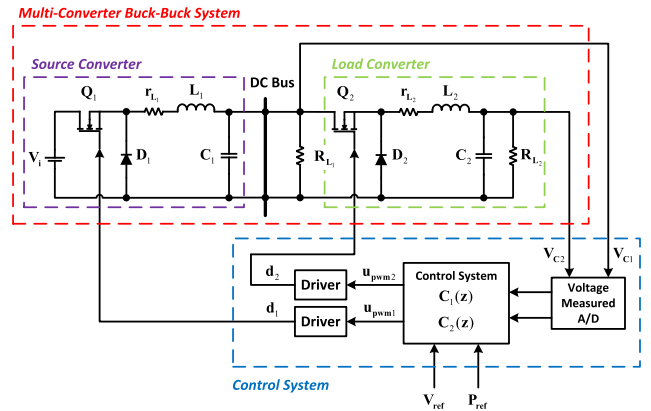 Multi-Converter Buck-Buck System
Source Converter
DC Bus
Load Converter
Q1
rL1
L1
Q2
rL2
L2
Vi
D1
C1
RL1
D2
C2
RL2
VC2
VC1
d2
Driver
upwm2
Control System
C1(z)
C2(z)
Voltage
Measured
A/D
d1
Driver
upwm1
Control System
Vref
Pref